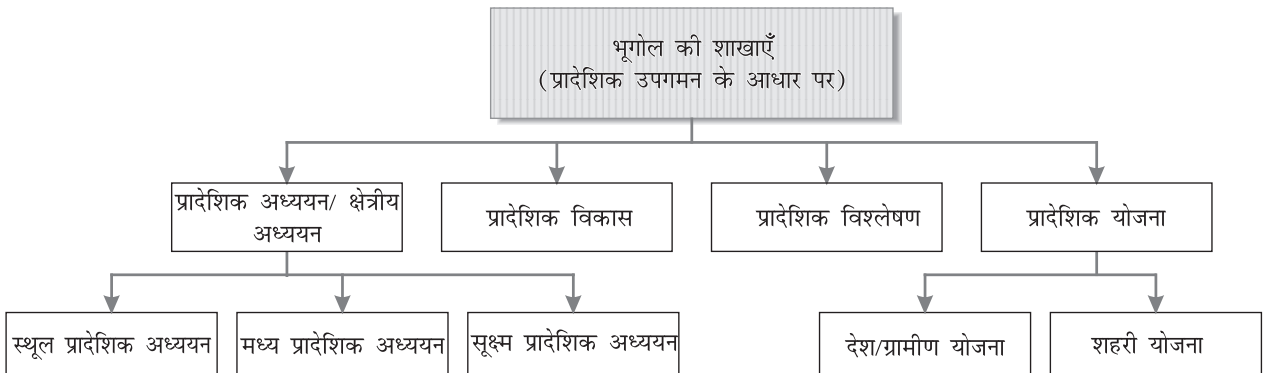 भूगोल की शाखाएँ
(प्रादेशिक उपगमन के आधार पर)
प्रादेशिक अध्ययन/ क्षेत्रीय
अध्ययन
प्रादेशिक विकास
प्रादेशिक विश्लेषण
प्रादेशिक योजना
स्थूल प्रादेशिक अध्ययन
मध्य प्रादेशिक अध्ययन
सूक्ष्म प्रादेशिक अध्ययन
देश/ग्रामीण योजना
शहरी योजना